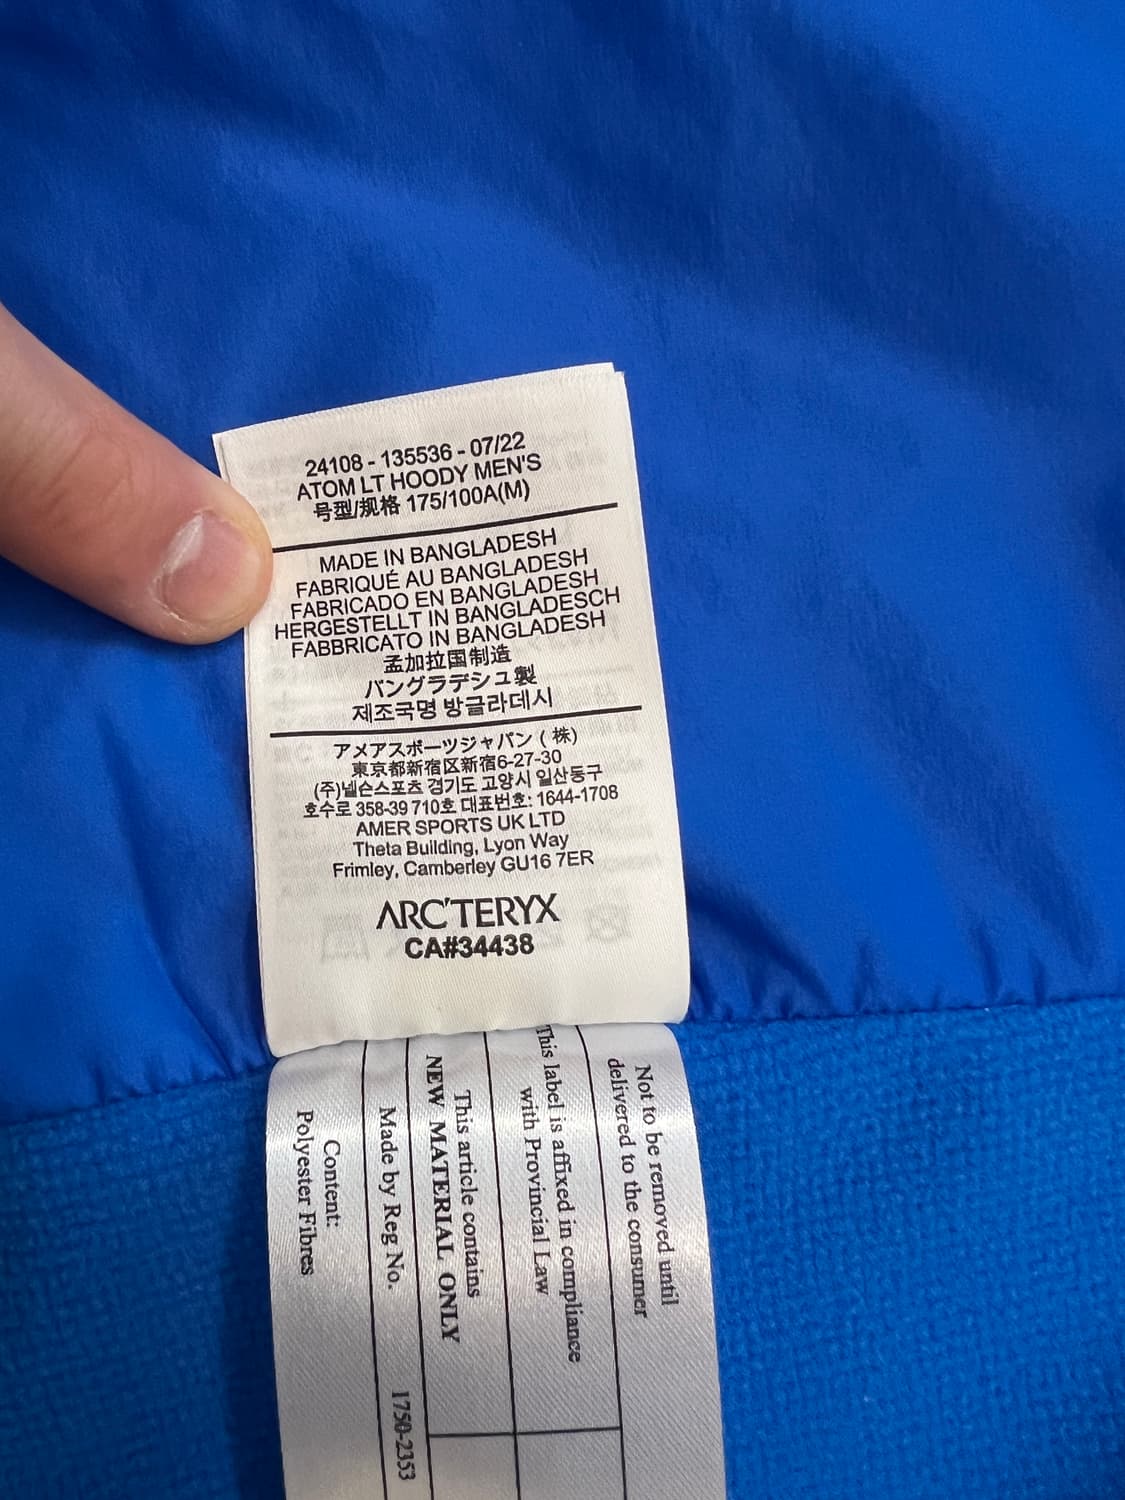 24108 - 135536 - 07/22
ATOM LT HOODY MEN'S
号型/规格 175/100A(M)
MADE IN BANGLADESH
FABRIQUÉ AU BANGLADESH
FABRICADO EN BANGLADESH
HERGESTELLT IN BANGLADESCH
FABBRICATO IN BANGLADESH
孟加拉国制造
バングラデシュ製
제조국명 방글라데시
アメアスポーツジャパン ( 株)
東京都新宿区新宿6-27-30
(주)넬슨스포츠 경기도 고양시 일산동구
호수로 358-39 710호 대표번호: 1644-1708
AMER SPORTS UK LTD
Theta Building, Lyon Way
Frimley, Camberley GU16 7ER
ARC'TERYX
CA#34438
Not to be removed until
delivered to the consumer
This label is affixed in compliance
with Provincial Law
This article contains
NEW MATERIAL ONLY
Made by Reg No. 1750-2353
Content:
Polyester Fibres